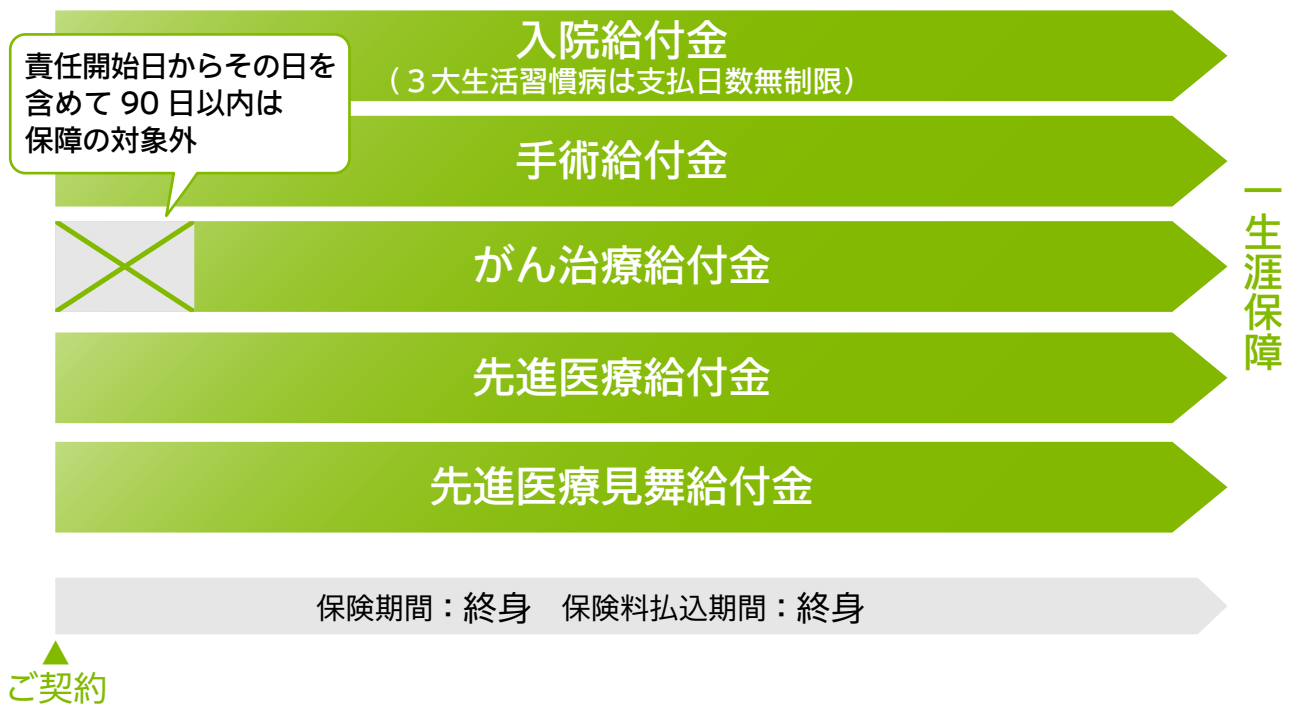 入院給付金
（３大生活習慣病は支払日数無制限）
責任開始日からその日を
含めて 90 日以内は
保障の対象外
手術給付金
がん治療給付金
先進医療給付金
先進医療見舞給付金
一生涯保障
保険期間：終身　保険料払込期間：終身
ご契約